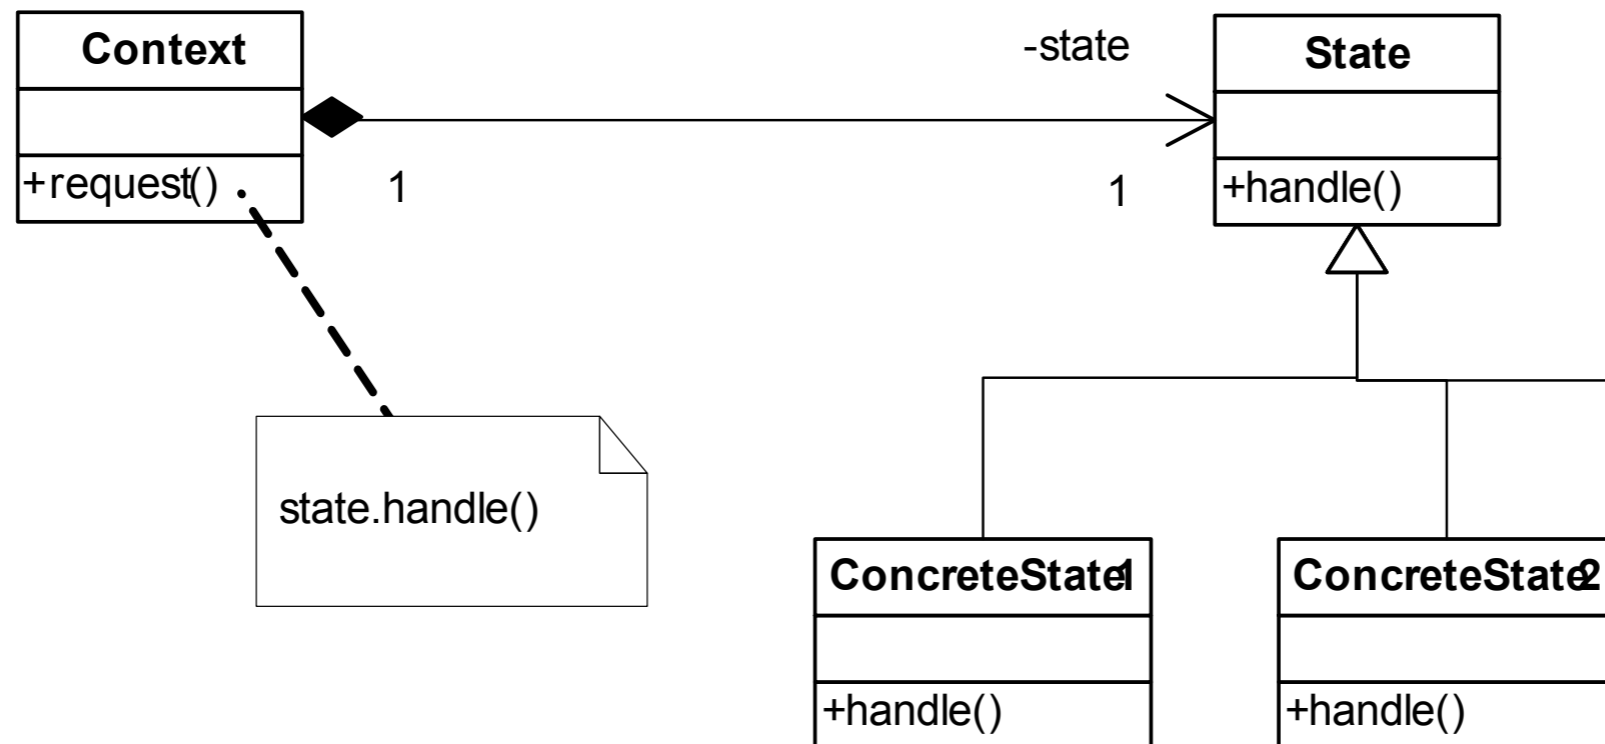 Context
-state
State
+request()
1
1
+handle()
state.handle()
ConcreteState1
ConcreteState2
+handle()
+handle()